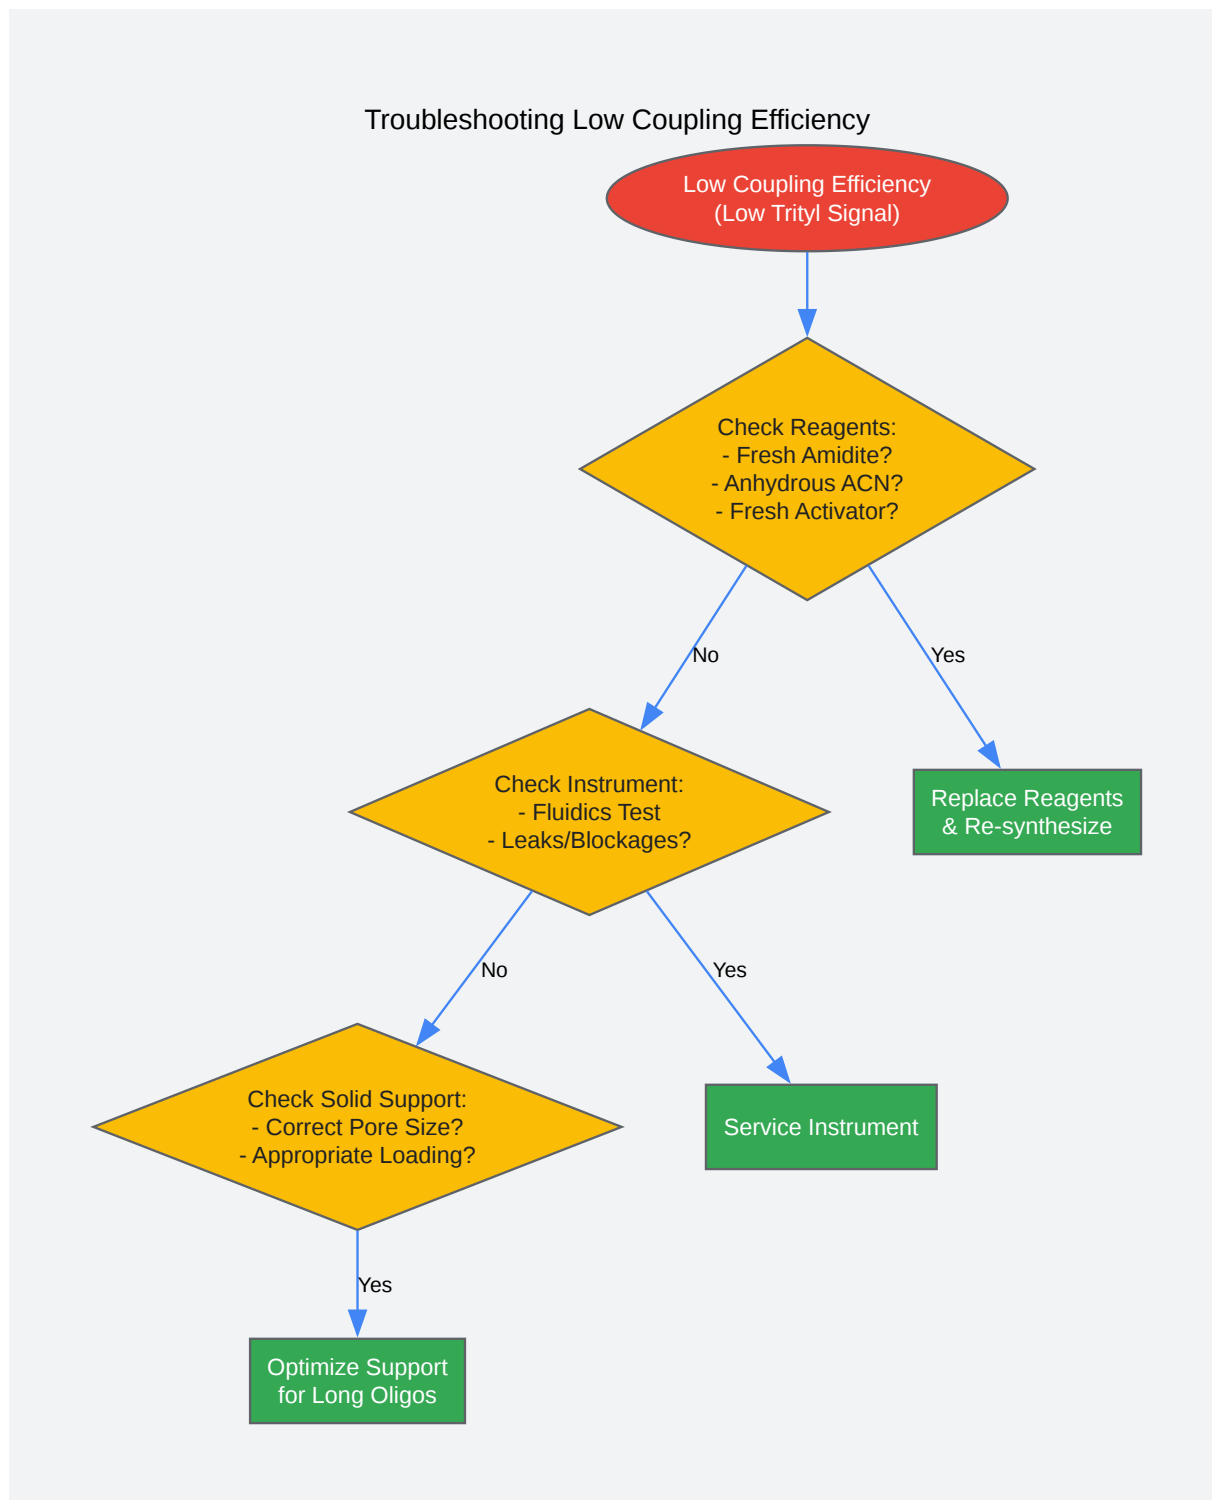 Troubleshooting Low Coupling Efficiency
Low Coupling Efficiency
(Low Trityl Signal)
Check Reagents:
- Fresh Amidite?
- Anhydrous ACN?
- Fresh Activator?
No
Yes
Check Instrument:
- Fluidics Test
- Leaks/Blockages?
Replace Reagents
& Re-synthesize
No
Yes
Check Solid Support:
- Correct Pore Size?
- Appropriate Loading?
Service Instrument
Yes
Optimize Support
for Long Oligos